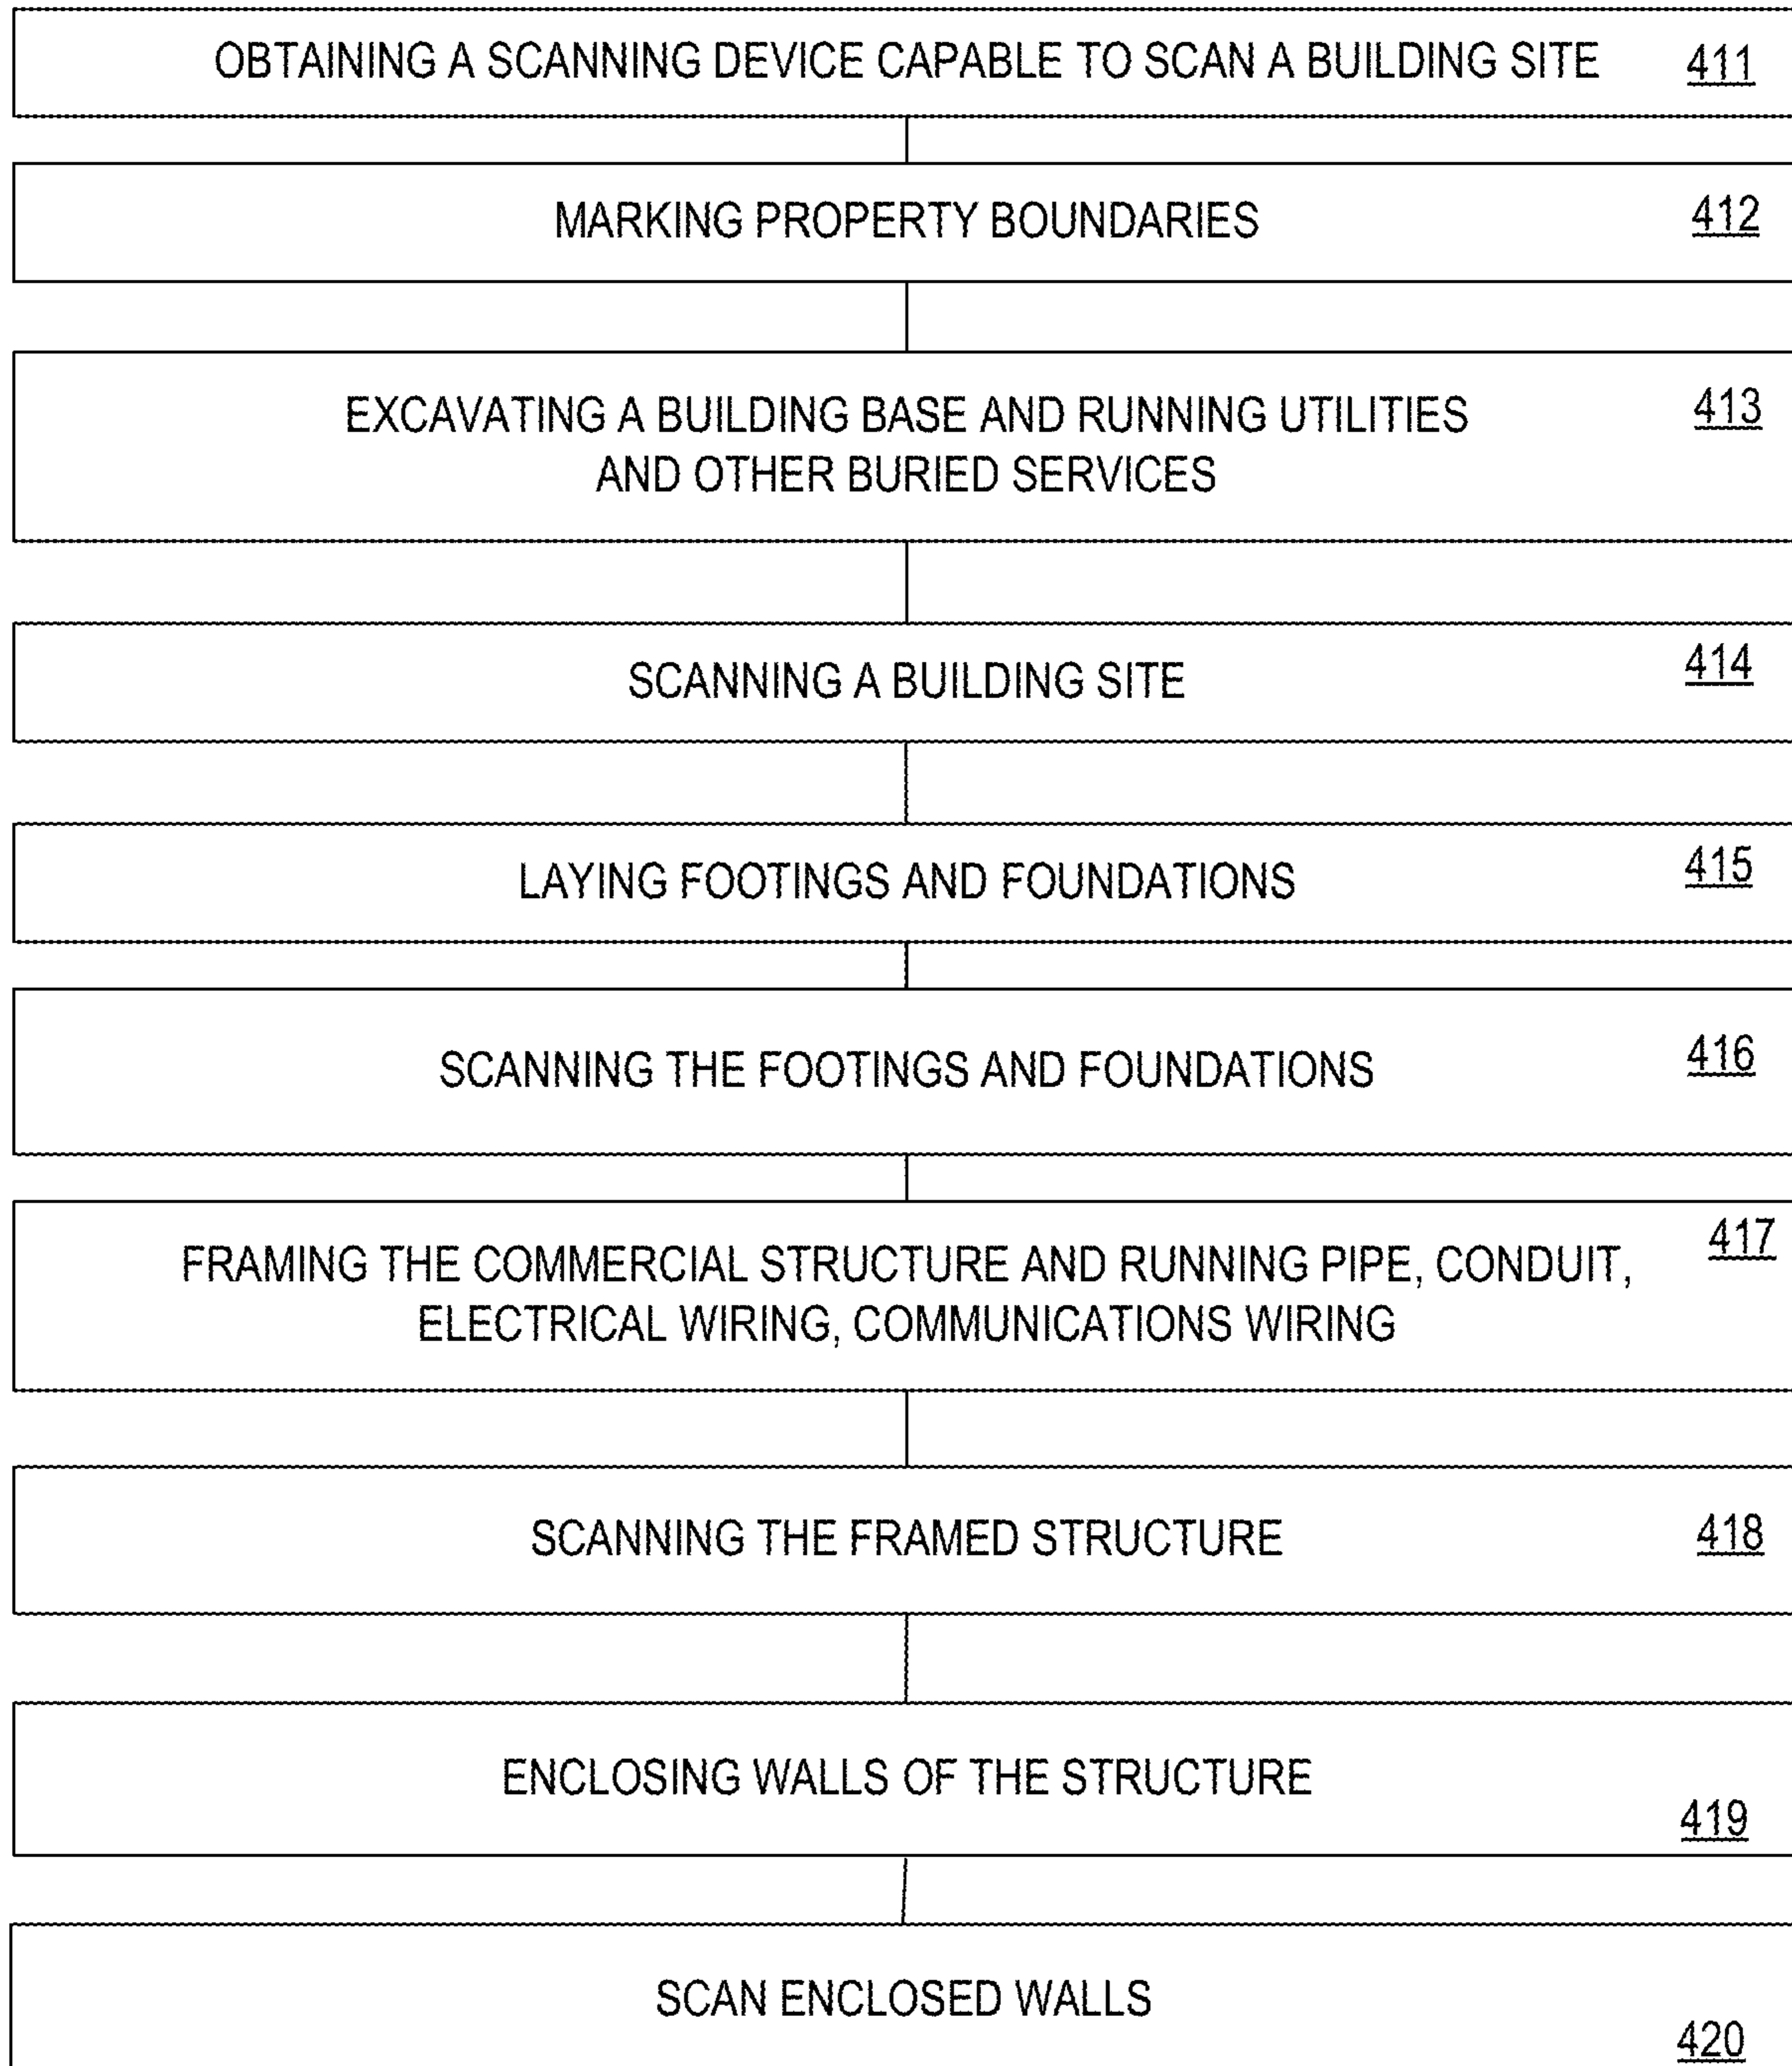 OBTAINING A SCANNING DEVICE CAPABLE TO SCAN A BUILDING SITE 411
MARKING PROPERTY BOUNDARIES 412
EXCAVATING A BUILDING BASE AND RUNNING UTILITIES 413
AND OTHER BURIED SERVICES
SCANNING A BUILDING SITE 414
LAYING FOOTINGS AND FOUNDATIONS 415
SCANNING THE FOOTINGS AND FOUNDATIONS 416
FRAMING THE COMMERCIAL STRUCTURE AND RUNNING PIPE, CONDUIT, 417
ELECTRICAL WIRING, COMMUNICATIONS WIRING
SCANNING THE FRAMED STRUCTURE 418
ENCLOSING WALLS OF THE STRUCTURE
419
SCAN ENCLOSED WALLS
420